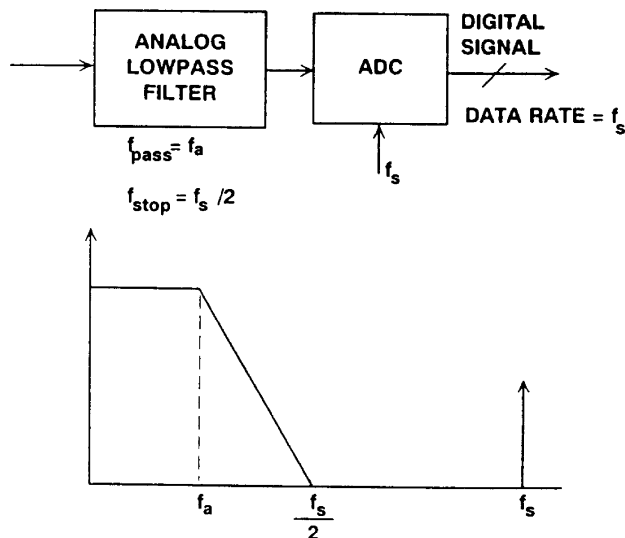 ANALOG
LOWPASS
FILTER
ADC
DIGITAL
SIGNAL
DATA RATE = fs
fpass = fa
fs
fstop = fs /2
fa
fs
2
fs